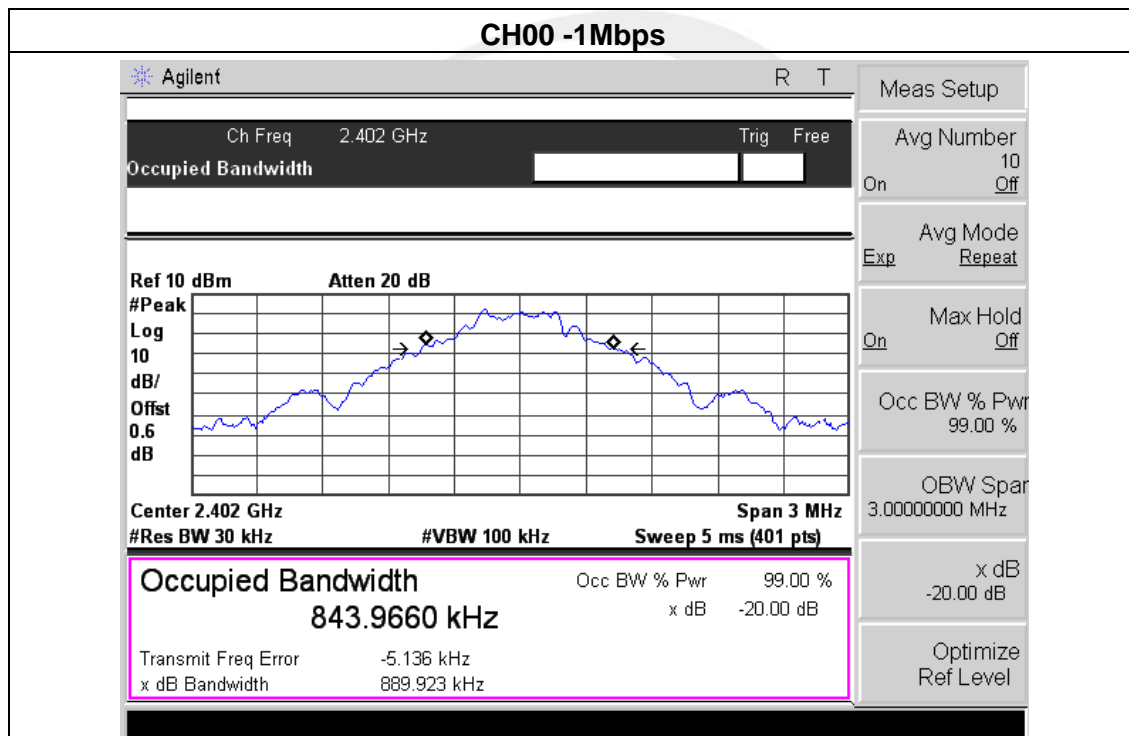 CH00 -1Mbps
Agilent R T
Ch Freq 2.402 GHz Trig Free
Occupied Bandwidth
Ref 10 dBm Atten 20 dB
#Peak
Log
10
dB/
Offst
0.6
dB
Center 2.402 GHz Span 3 MHz
#Res BW 30 kHz #VBW 100 kHz Sweep 5 ms (401 pts)
Occupied Bandwidth Occ BW % Pwr 99.00 %
843.9660 kHz x dB -20.00 dB
Transmit Freq Error -5.136 kHz
x dB Bandwidth 889.923 kHz
Meas Setup
Avg Number
10
On Off
Avg Mode
Exp Repeat
Max Hold
On Off
Occ BW % Pwr
99.00 %
OBW Span
3.00000000 MHz
x dB
-20.00 dB
Optimize
Ref Level